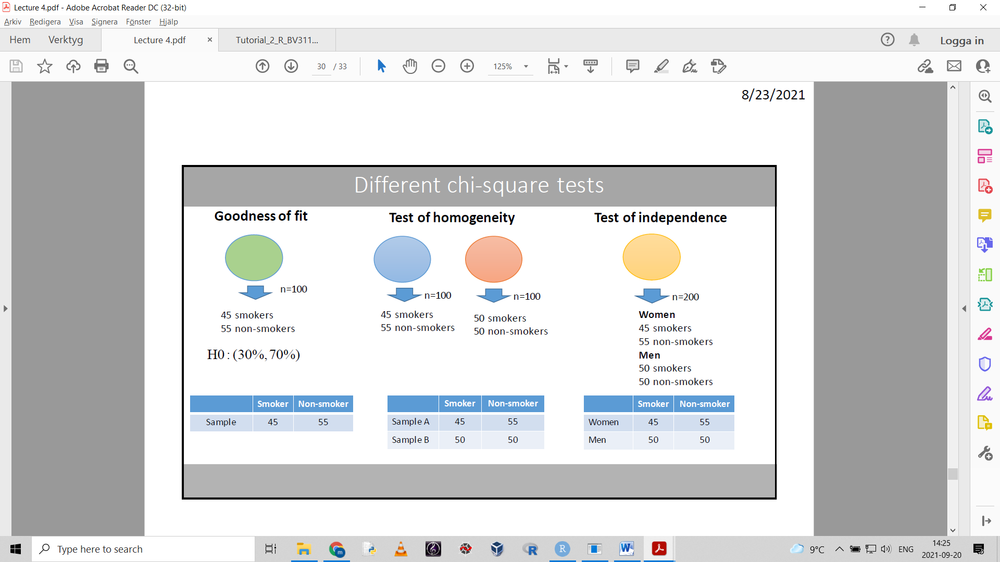 Lecture 4.pdf - Adobe Acrobat Reader DC (32-bit)
Arkiv Redigera Visa Signera Fönster Hjälp
Hem Verktyg Lecture 4.pdf × Tutorial_2_R_BV311... Logga in
30 / 33 125%
8/23/2021
Different chi-square tests
Goodness of fit
n=100
45 smokers
55 non-smokers
H0 : (30%, 70%)
Smoker Non-smoker
Sample 45 55
Test of homogeneity
n=100 n=100
45 smokers
55 non-smokers
50 smokers
50 non-smokers
Smoker Non-smoker
Sample A 45 55
Sample B 50 50
Test of independence
n=200
Women
45 smokers
55 non-smokers
Men
50 smokers
50 non-smokers
Smoker Non-smoker
Women 45 55
Men 50 50
Type here to search
9°C ENG
14:25
2021-09-20